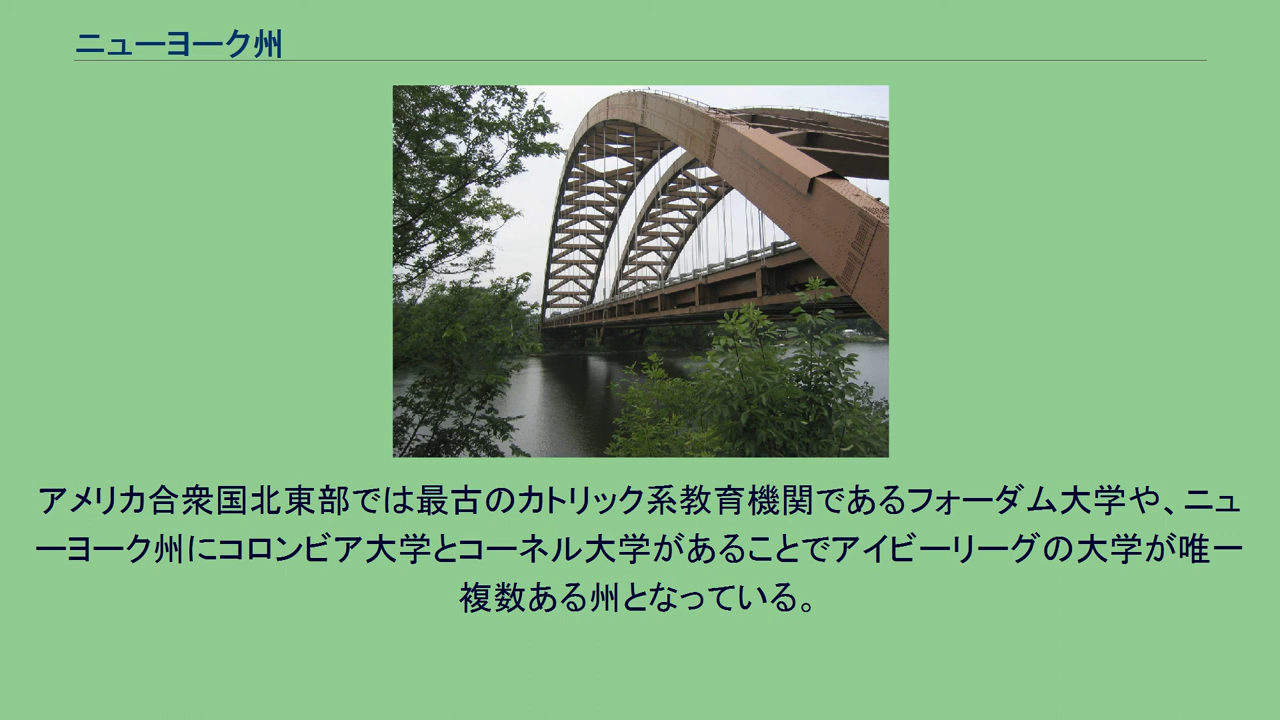 ニューヨーク州
アメリカ合衆国北東部では最古のカトリック系教育機関であるフォーダム大学や、ニュ
ーヨーク州にコロンビア大学とコーネル大学があることでアイビーリーグの大学が唯一
複数ある州となっている。